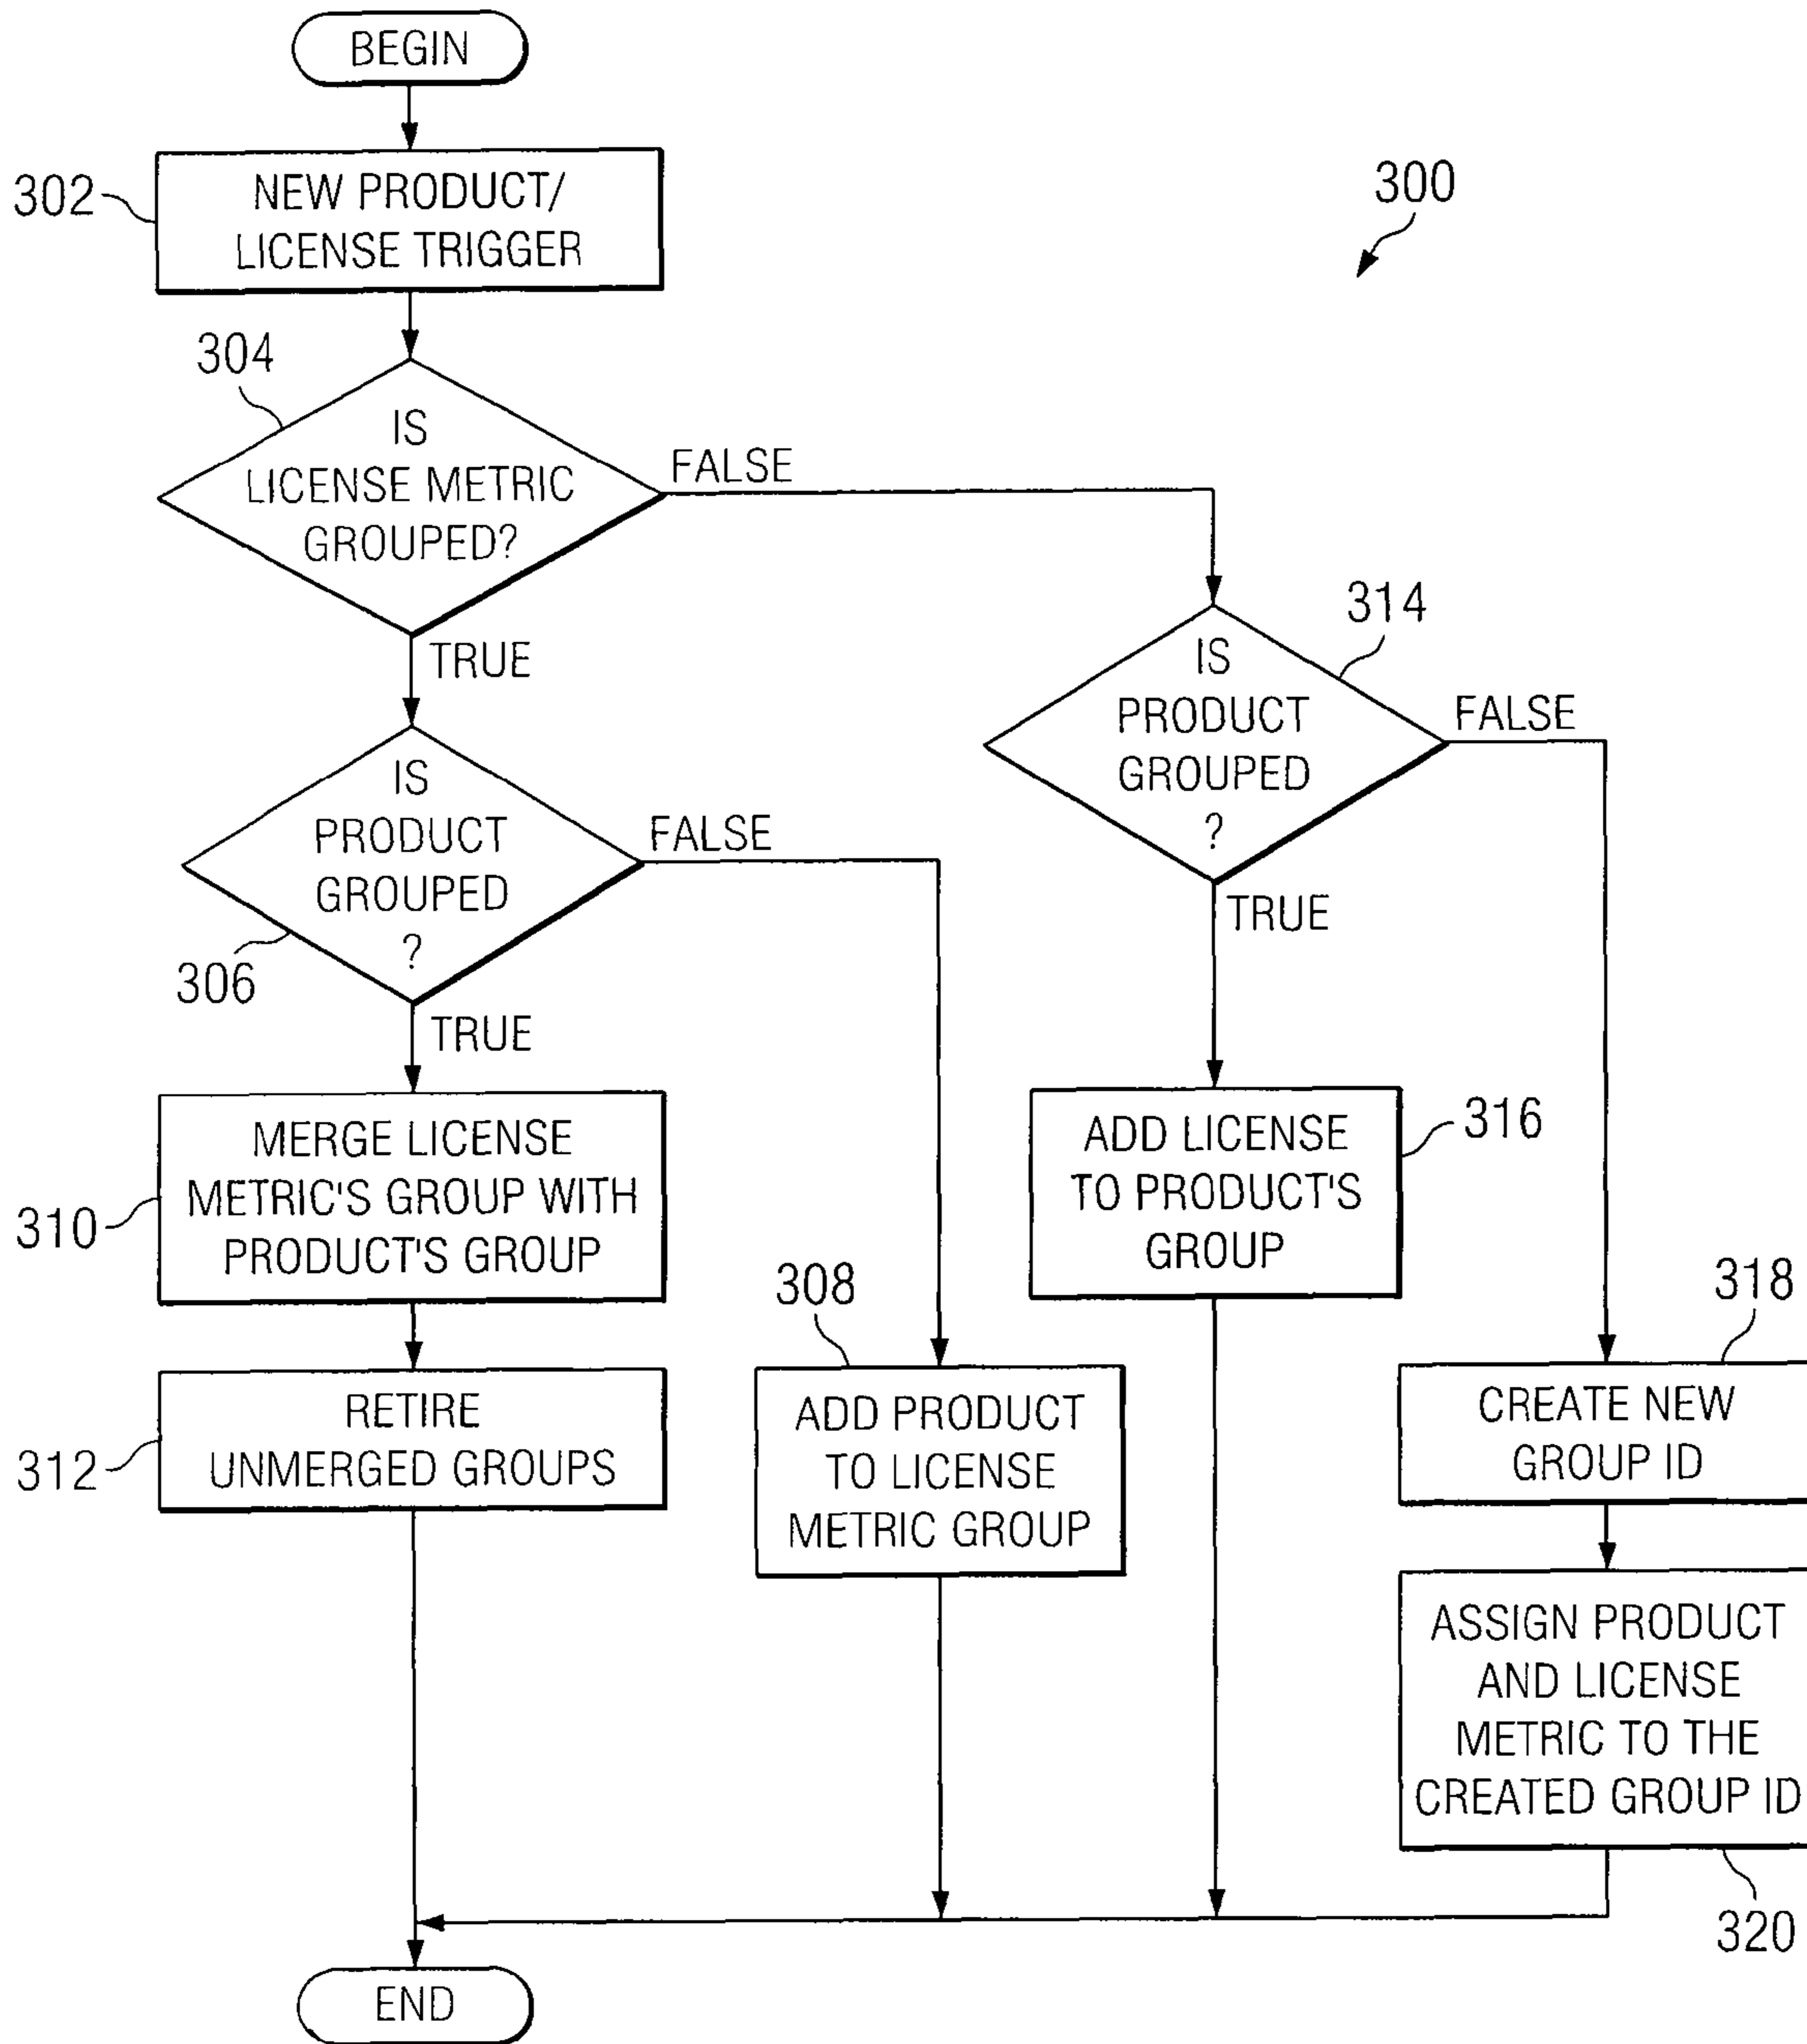 BEGIN
302
NEW PRODUCT/
LICENSE TRIGGER
300
304
IS
LICENSE METRIC
GROUPED?
FALSE
TRUE
314
IS
PRODUCT
GROUPED
?
FALSE
TRUE
IS
PRODUCT
GROUPED
?
306
FALSE
TRUE
310
MERGE LICENSE
METRIC'S GROUP WITH
PRODUCT'S GROUP
316
ADD LICENSE
TO PRODUCT'S
GROUP
312
RETIRE
UNMERGED GROUPS
308
ADD PRODUCT
TO LICENSE
METRIC GROUP
318
CREATE NEW
GROUP ID
ASSIGN PRODUCT
AND LICENSE
METRIC TO THE
CREATED GROUP ID
320
END